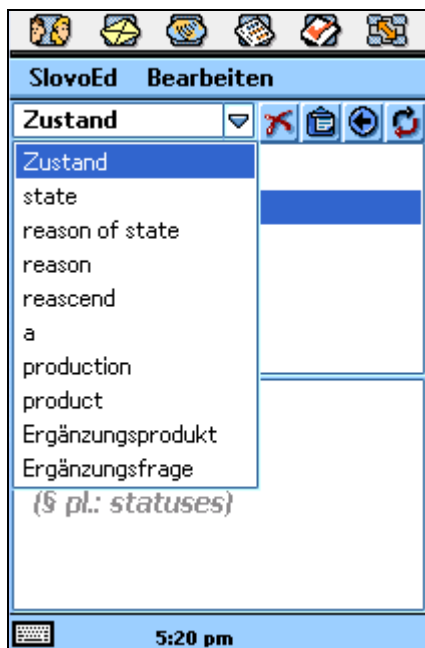 SlovoEd Bearbeiten
Zustand
Zustand
state
reason of state
reason
reascend
a
production
product
Ergänzungsprodukt
Ergänzungsfrage
(§ pl.: statuses)
5:20 pm